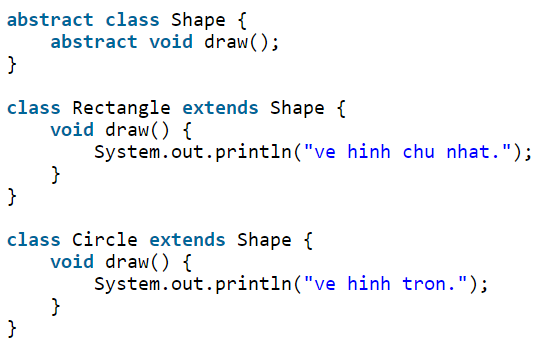 abstract class Shape {
    abstract void draw();
}
class Rectangle extends Shape {
    void draw() {
        System.out.println("ve hinh chu nhat.");
    }
}
class Circle extends Shape {
    void draw() {
        System.out.println("ve hinh tron.");
    }
}